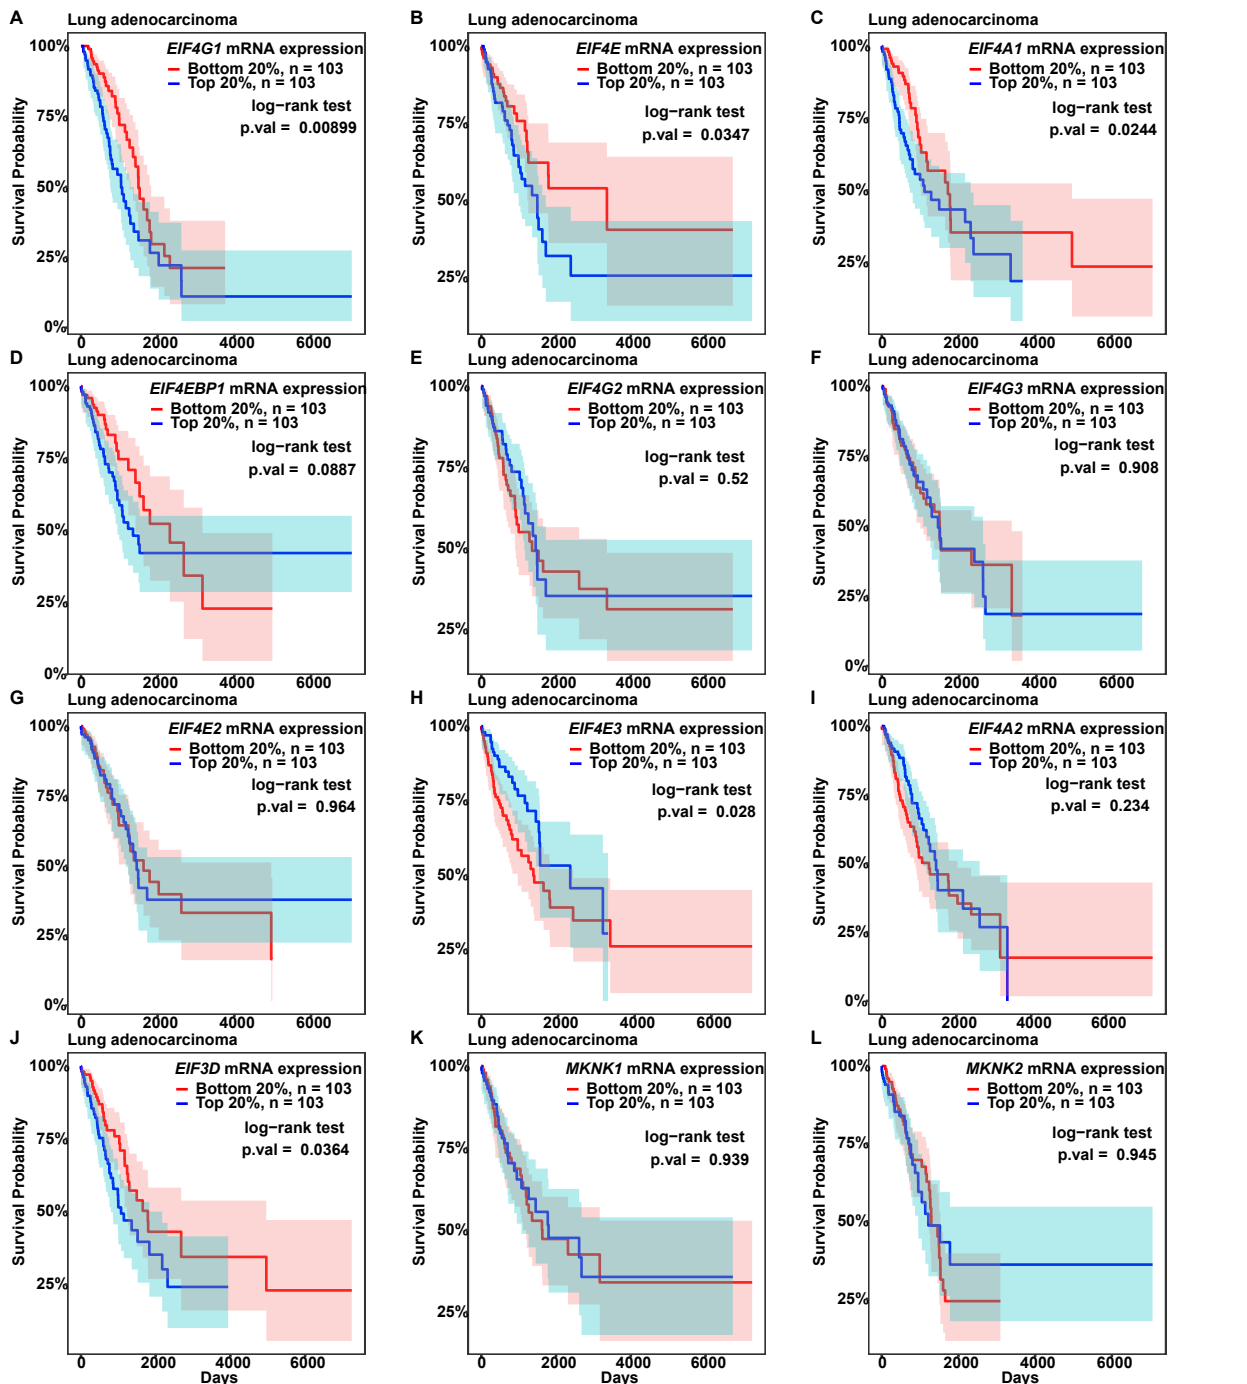 A Lung adenocarcinoma
EIF4G1 mRNA expression
Bottom 20%, n = 103
Top 20%, n = 103
log−rank test
p.val = 0.00899
Survival Probability
100%
75%
50%
25%
0%
0 2000 4000 6000
B Lung adenocarcinoma
EIF4E mRNA expression
Bottom 20%, n = 103
Top 20%, n = 103
log−rank test
p.val = 0.0347
Survival Probability
100%
75%
50%
25%
0 2000 4000 6000
C Lung adenocarcinoma
EIF4A1 mRNA expression
Bottom 20%, n = 103
Top 20%, n = 103
log−rank test
p.val = 0.0244
Survival Probability
100%
75%
50%
25%
0 2000 4000 6000
D Lung adenocarcinoma
EIF4EBP1 mRNA expression
Bottom 20%, n = 103
Top 20%, n = 103
log−rank test
p.val = 0.0887
Survival Probability
100%
75%
50%
25%
0%
0 2000 4000 6000
E Lung adenocarcinoma
EIF4G2 mRNA expression
Bottom 20%, n = 103
Top 20%, n = 103
log−rank test
p.val = 0.52
Survival Probability
100%
75%
50%
25%
0 2000 4000 6000
F Lung adenocarcinoma
EIF4G3 mRNA expression
Bottom 20%, n = 103
Top 20%, n = 103
log−rank test
p.val = 0.908
Survival Probability
100%
75%
50%
25%
0%
0 2000 4000 6000
G Lung adenocarcinoma
EIF4E2 mRNA expression
Bottom 20%, n = 103
Top 20%, n = 103
log−rank test
p.val = 0.964
Survival Probability
100%
75%
50%
25%
0%
0 2000 4000 6000
H Lung adenocarcinoma
EIF4E3 mRNA expression
Bottom 20%, n = 103
Top 20%, n = 103
log−rank test
p.val = 0.028
Survival Probability
100%
75%
50%
25%
0 2000 4000 6000
I Lung adenocarcinoma
EIF4A2 mRNA expression
Bottom 20%, n = 103
Top 20%, n = 103
log−rank test
p.val = 0.234
Survival Probability
100%
75%
50%
25%
0%
0 2000 4000 6000
J Lung adenocarcinoma
EIF3D mRNA expression
Bottom 20%, n = 103
Top 20%, n = 103
log−rank test
p.val = 0.0364
Survival Probability
100%
75%
50%
25%
0 2000 4000 6000
Days
K Lung adenocarcinoma
MKNK1 mRNA expression
Bottom 20%, n = 103
Top 20%, n = 103
log−rank test
p.val = 0.939
Survival Probability
100%
75%
50%
25%
0 2000 4000 6000
Days
L Lung adenocarcinoma
MKNK2 mRNA expression
Bottom 20%, n = 103
Top 20%, n = 103
log−rank test
p.val = 0.945
Survival Probability
100%
75%
50%
25%
0 2000 4000 6000
Days